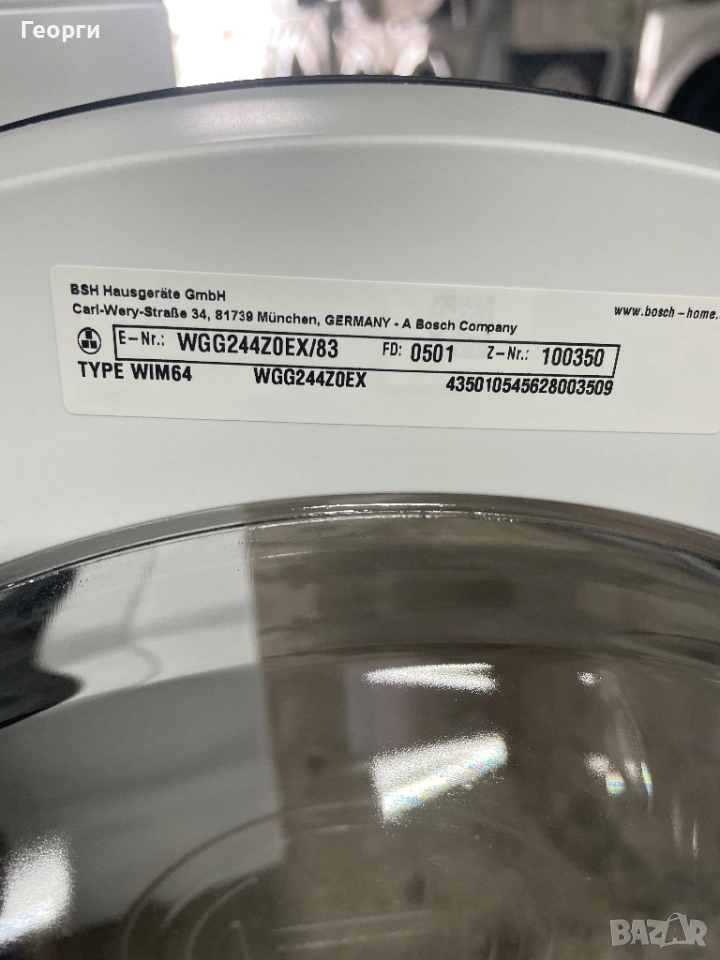 Георги
BSH Hausgeräte GmbH
Carl-Wery-Straße 34, 81739 München, GERMANY - A Bosch Company
www.bosch-home.
E-Nr.: WGG244Z0EX/83 FD: 0501 Z-Nr.: 100350
TYPE WIM64 WGG244Z0EX 435010545628003509
BAZAR